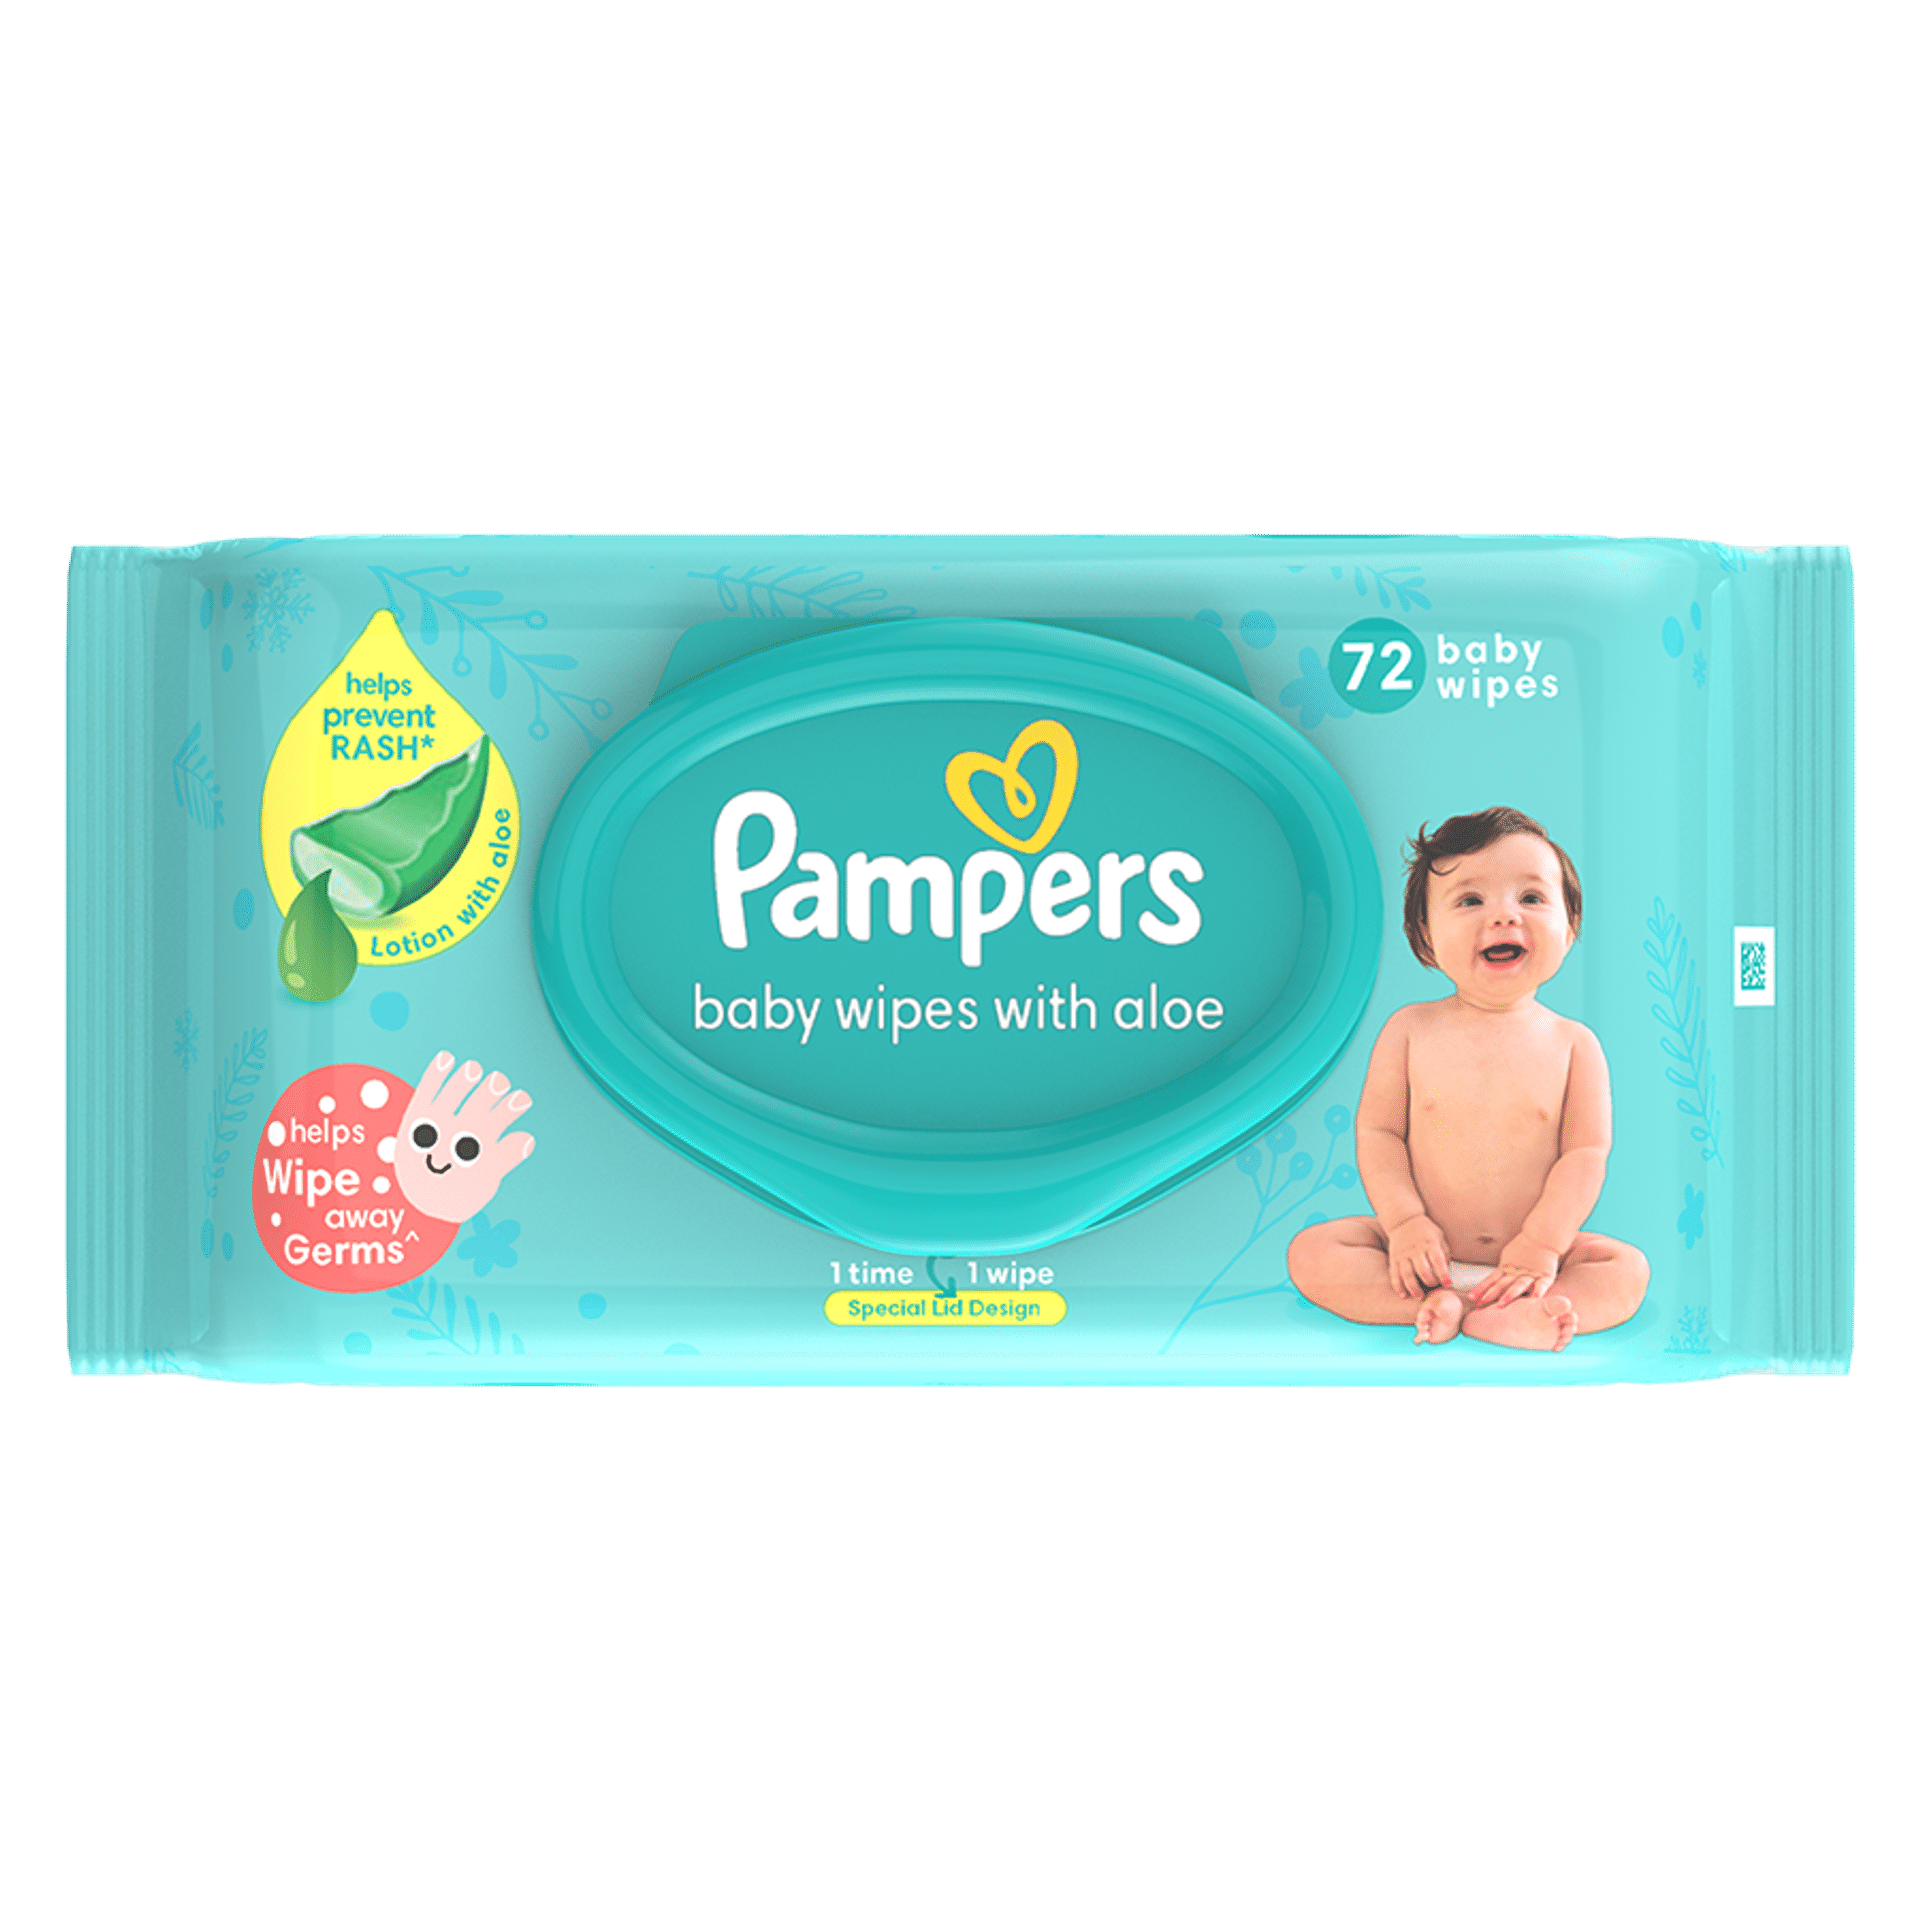 helps
prevent
RASH*
Lotion with aloe
helps
Wipe
away
Germs^
Pampers
baby wipes with aloe
1 time 1 wipe
Special Lid Design
72 baby
wipes